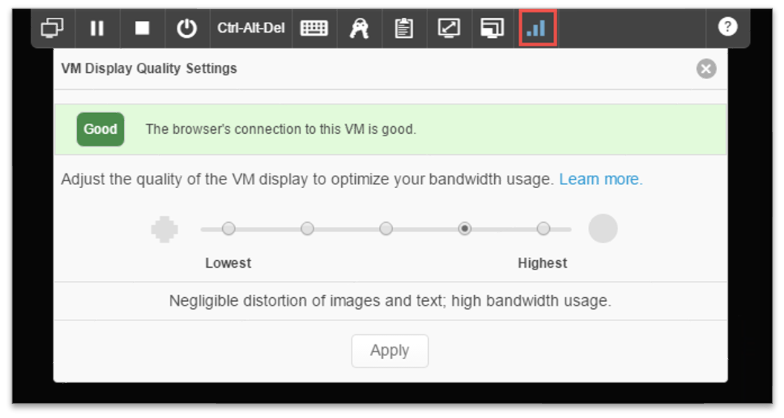 Ctrl-Alt-Del
?
VM Display Quality Settings
Good The browser's connection to this VM is good.
Adjust the quality of the VM display to optimize your bandwidth usage. Learn more.
Lowest Highest
Negligible distortion of images and text; high bandwidth usage.
Apply